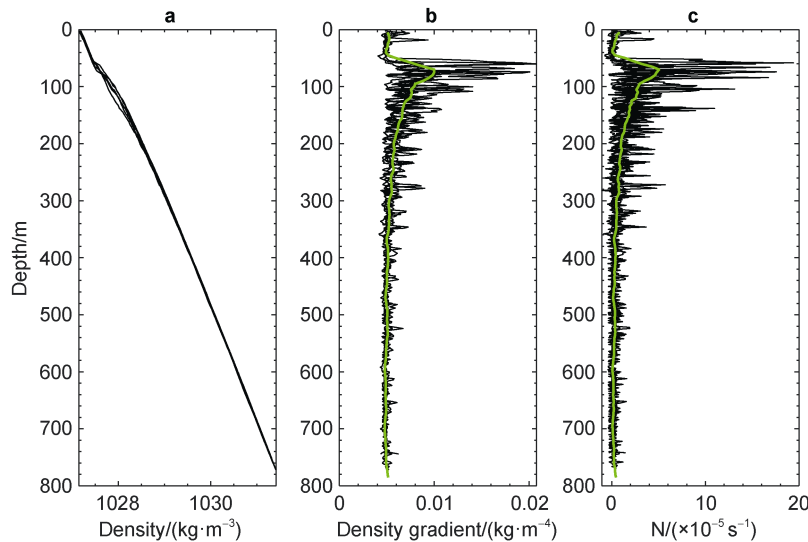 a b c
0 0 0
100 100 100
200 200 200
300 300 300
Depth/m
400 400 400
500 500 500
600 600 600
700 700 700
800 800 800
1028 1030 0 0.01 0.02 0 10 20
Density/(kg·m⁻³) Density gradient/(kg·m⁻⁴) N/(×10⁻⁵ s⁻¹)